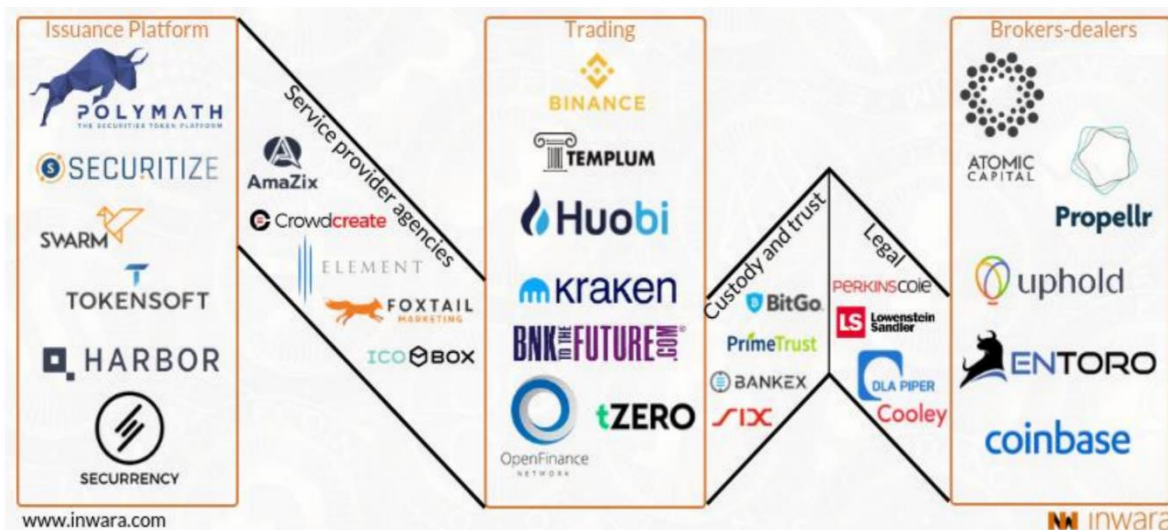 Issuance Platform
POLYMATH
THE SECURITIES TOKEN PLATFORM
S SECURITIZE
SWARM
TOKENSOFT
HARBOR
SECURRENCY
Service provider agencies
AmaZix
Crowdcreate
ELEMENT
FOXTAIL
MARKETING
ICO BOX
Trading
BINANCE
TEMPLUM
Huobi
kraken
BNK TO THE FUTURE .COM®
OpenFinance
NETWORK
tZERO
Custody and trust
BitGo
PrimeTrust
BANKEX
SIX
Legal
PERKINScoie
LS Lowenstein
Sandler
DLA PIPER
Cooley
Brokers-dealers
ATOMIC
CAPITAL
Propellr
uphold
ENTORO
coinbase
www.inwara.com
inwara